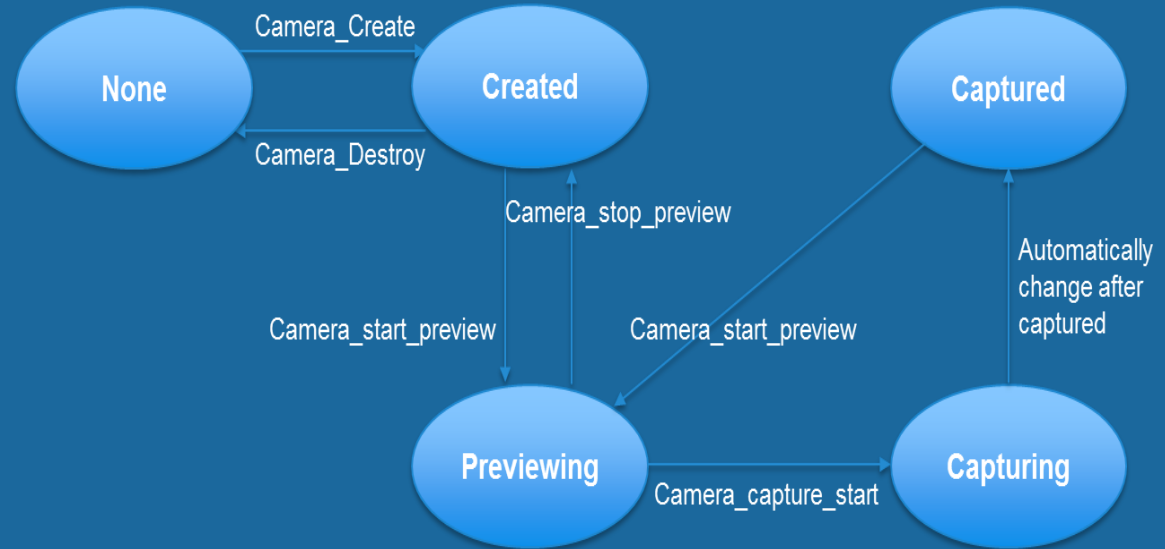 Camera_Create
None
Created
Captured
Camera_Destroy
Camera_stop_preview
Automatically
change after
captured
Camera_start_preview
Camera_start_preview
Previewing
Capturing
Camera_capture_start